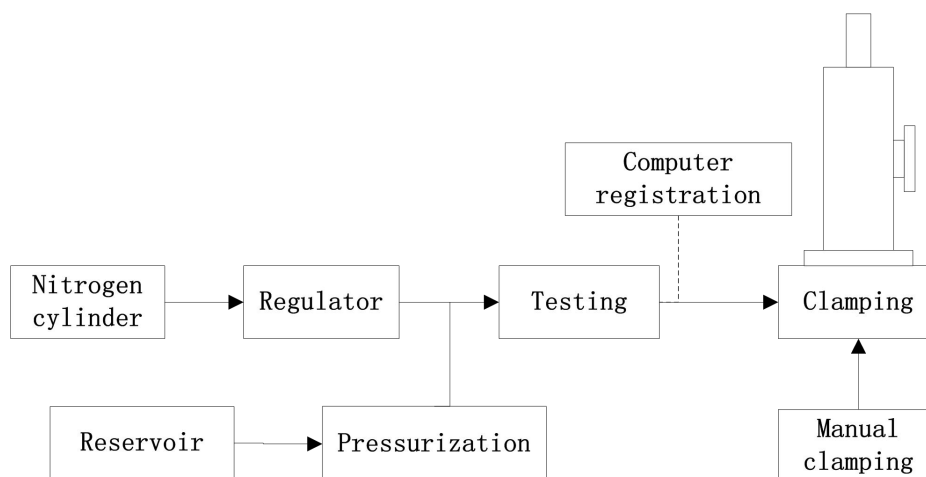 Computer
registration
Nitrogen
cylinder
Regulator
Testing
Clamping
Reservoir
Pressurization
Manual
clamping